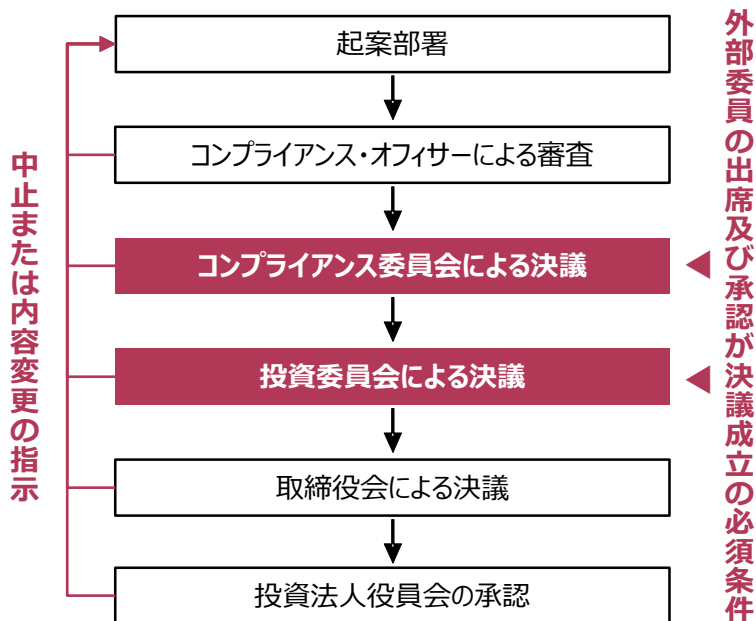 起案部署
コンプライアンス・オフィサーによる審査
コンプライアンス委員会による決議
投資委員会による決議
取締役会による決議
投資法人役員会の承認
中止または内容変更の指示
外部委員の出席及び承認が決議成立の必須条件